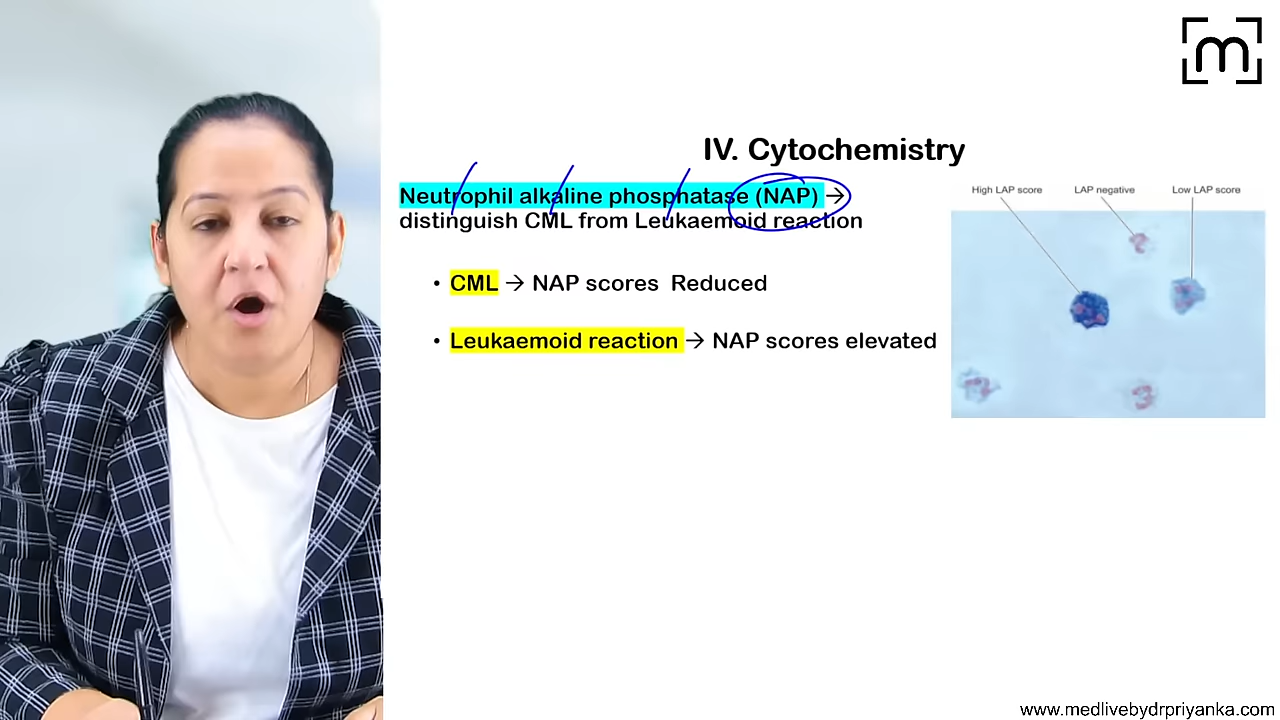 IV. Cytochemistry
Neutrophil alkaline phosphatase (NAP) →
distinguish CML from Leukaemoid reaction
• CML → NAP scores Reduced
• Leukaemoid reaction → NAP scores elevated
High LAP score LAP negative Low LAP score
www.medlivebydrpriyanka.com